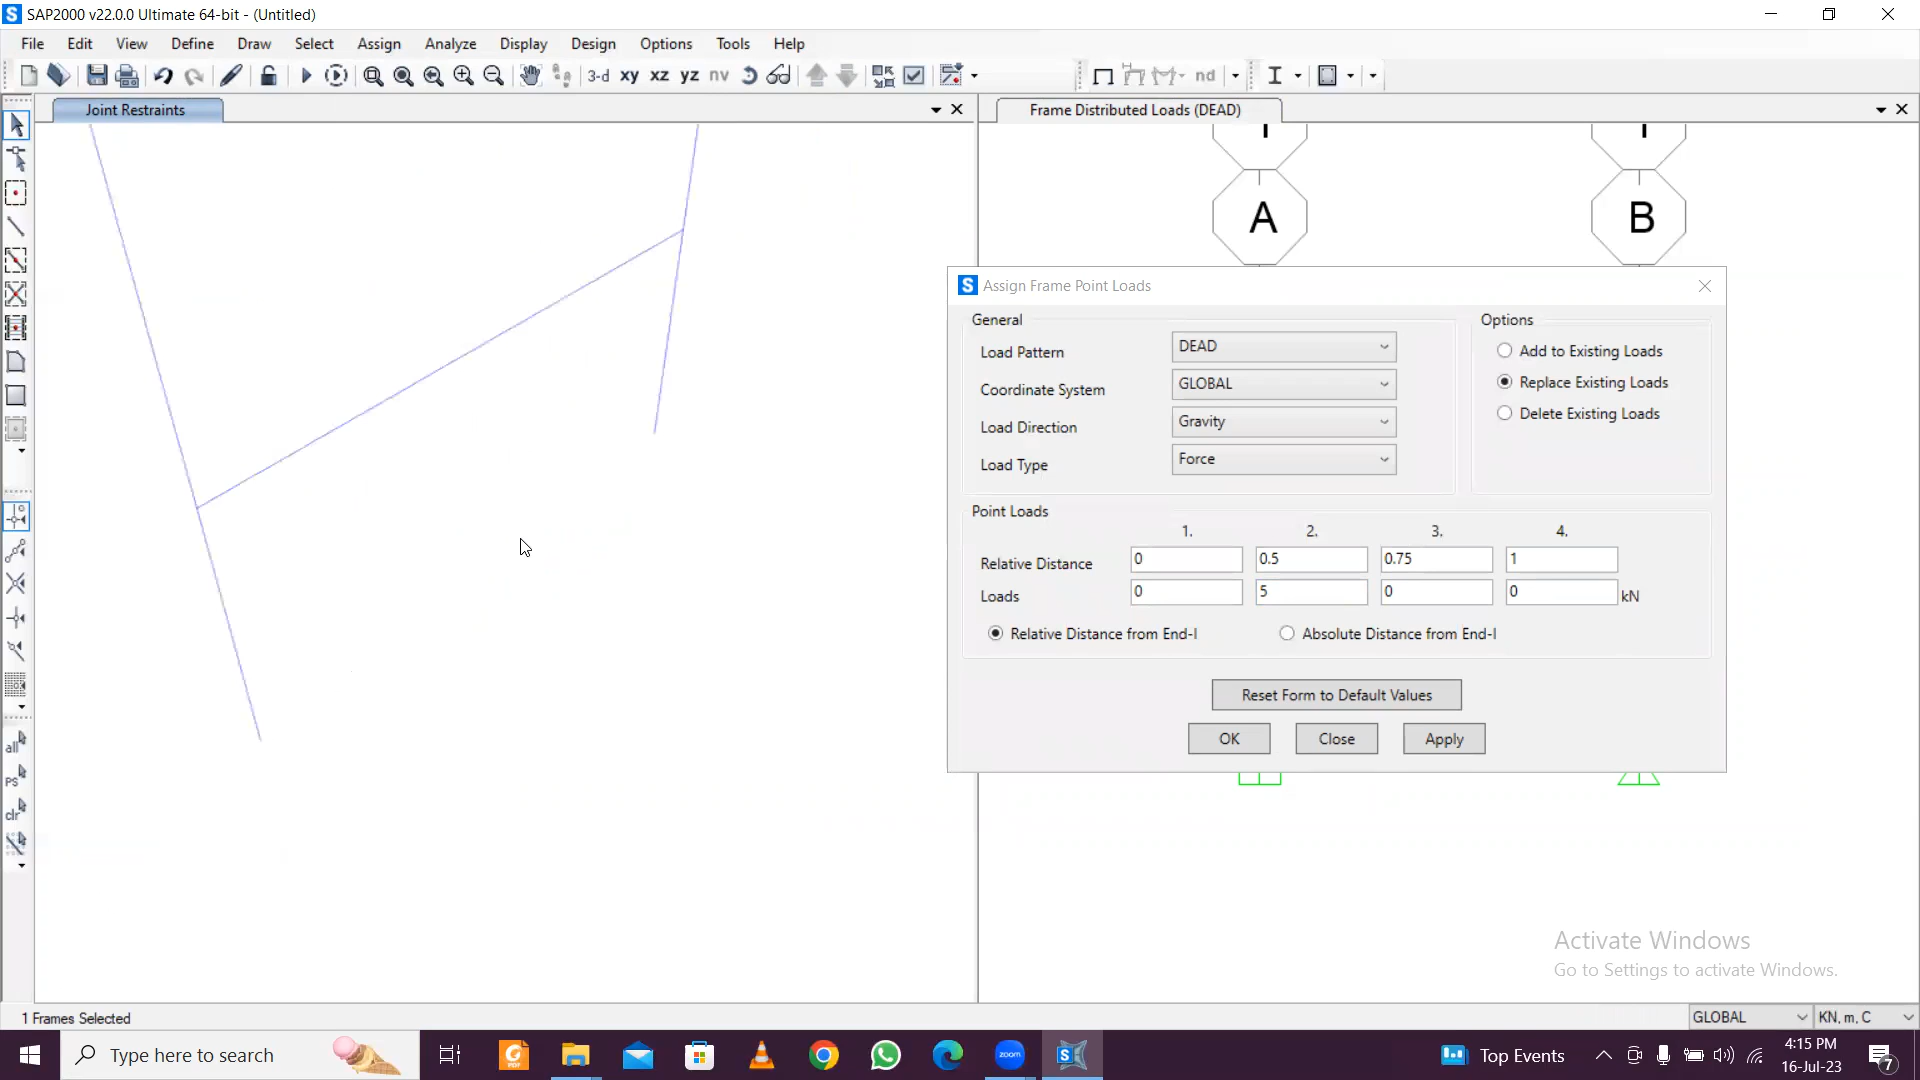 SAP2000 v22.0.0 Ultimate 64-bit - (Untitled)
File Edit View Define Draw Select Assign Analyze Display Design Options Tools Help
3-d xy xz yz nv nd
Joint Restraints
Frame Distributed Loads (DEAD)
A B
Assign Frame Point Loads
General
Options
Load Pattern DEAD
Add to Existing Loads
Coordinate System GLOBAL
Replace Existing Loads
Load Direction Gravity
Delete Existing Loads
Load Type Force
Point Loads
1. 2. 3. 4.
Relative Distance 0 0.5 0.75 1
Loads 0 5 0 0 kN
Relative Distance from End-I
Absolute Distance from End-I
Reset Form to Default Values
OK Close Apply
all
PS
clr
Activate Windows
Go to Settings to activate Windows.
1 Frames Selected
GLOBAL
KN, m, C
Type here to search
PDF
zoom
S
Top Events
4:15 PM
16-Jul-23
7